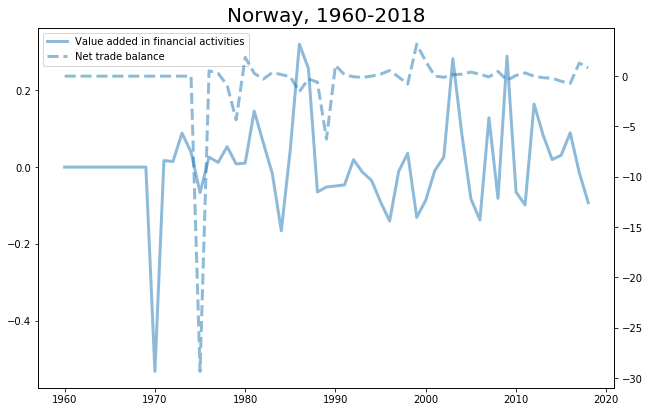 Norway, 1960-2018
Value added in financial activities
Net trade balance
0.2
0.0
−0.2
−0.4
0
−5
−10
−15
−20
−25
−30
1960 1970 1980 1990 2000 2010 2020